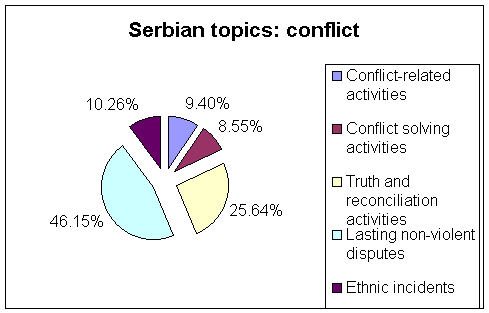 Serbian topics: conflict
10.26%
9.40%
8.55%
25.64%
46.15%
Conflict-related
activities
Conflict solving
activities
Truth and
reconciliation
activities
Lasting non-violent
disputes
Ethnic incidents